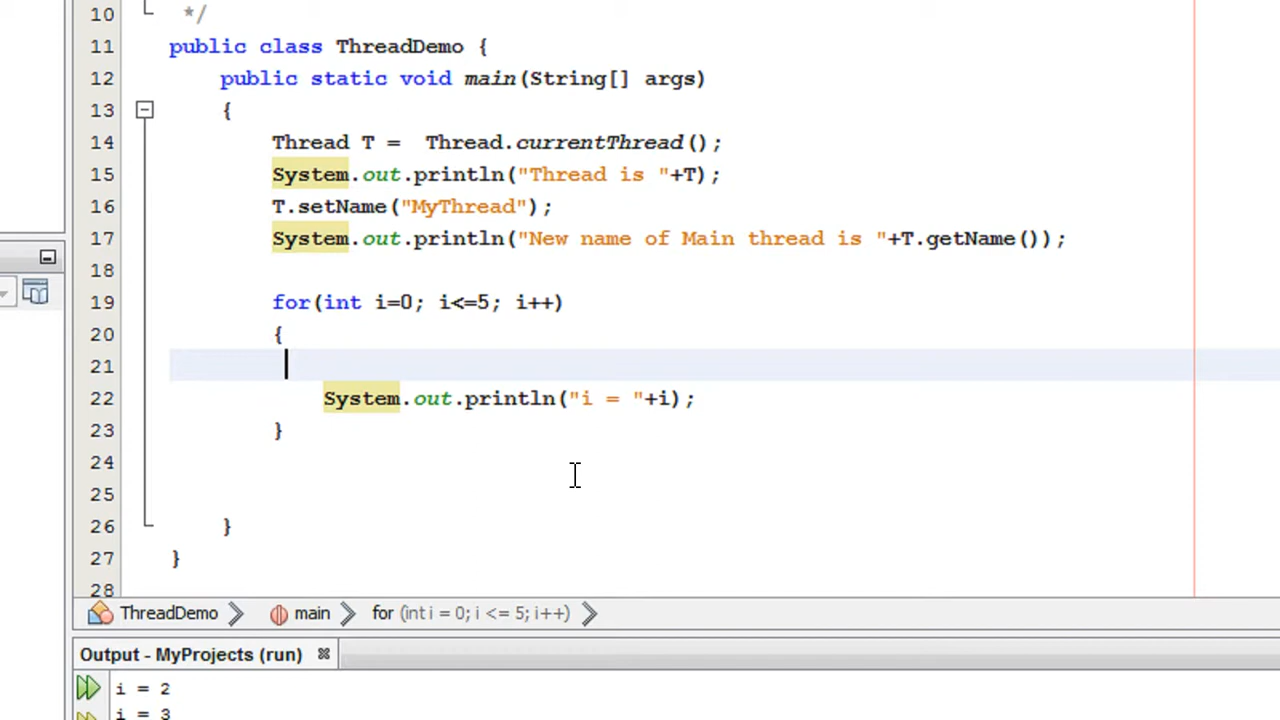 10 */
11 public class ThreadDemo {
12 public static void main(String[] args)
13 {
14 Thread T =  Thread.currentThread();
15 System.out.println("Thread is "+T);
16 T.setName("MyThread");
17 System.out.println("New name of Main thread is "+T.getName());
18
19 for(int i=0; i<=5; i++)
20 {
21
22 System.out.println("i = "+i);
23 }
24
25
26 }
27 }
28
ThreadDemo main for (int i = 0; i <= 5; i++)
Output - MyProjects (run)
i = 2
i = 3